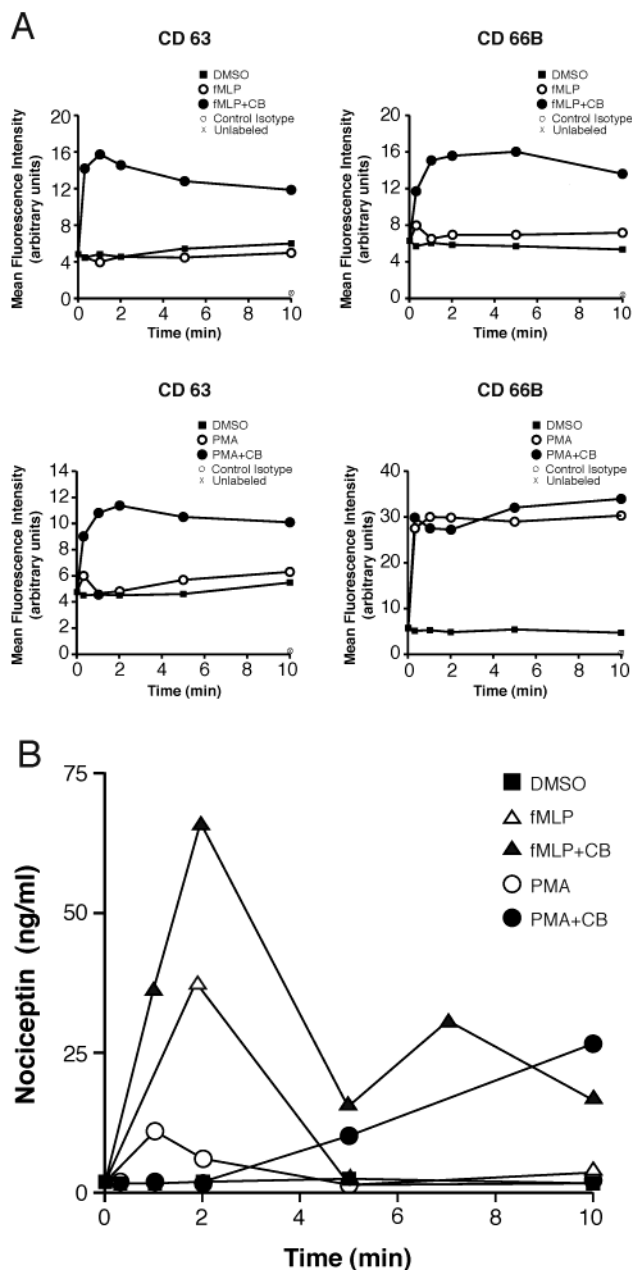 A
CD 63
DMSO
fMLP
fMLP+CB
Control Isotype
Unlabeled
Mean Fluorescence Intensity
(arbitrary units)
20
16
12
8
4
0
0 2 4 6 8 10
Time (min)
CD 66B
DMSO
fMLP
fMLP+CB
Control Isotype
Unlabeled
Mean Fluorescence Intensity
(arbitrary units)
20
16
12
8
4
0
0 2 4 6 8 10
Time (min)
CD 63
DMSO
PMA
PMA+CB
Control Isotype
Unlabeled
Mean Fluorescence Intensity
(arbitrary units)
14
12
10
8
6
4
2
0
0 2 4 6 8 10
Time (min)
CD 66B
DMSO
PMA
PMA+CB
Control Isotype
Unlabeled
Mean Fluorescence Intensity
(arbitrary units)
40
30
20
10
0
0 2 4 6 8 10
Time (min)
B
DMSO
fMLP
fMLP+CB
PMA
PMA+CB
Nociceptin (ng/ml)
75
50
25
0
0 2 4 6 8 10
Time (min)